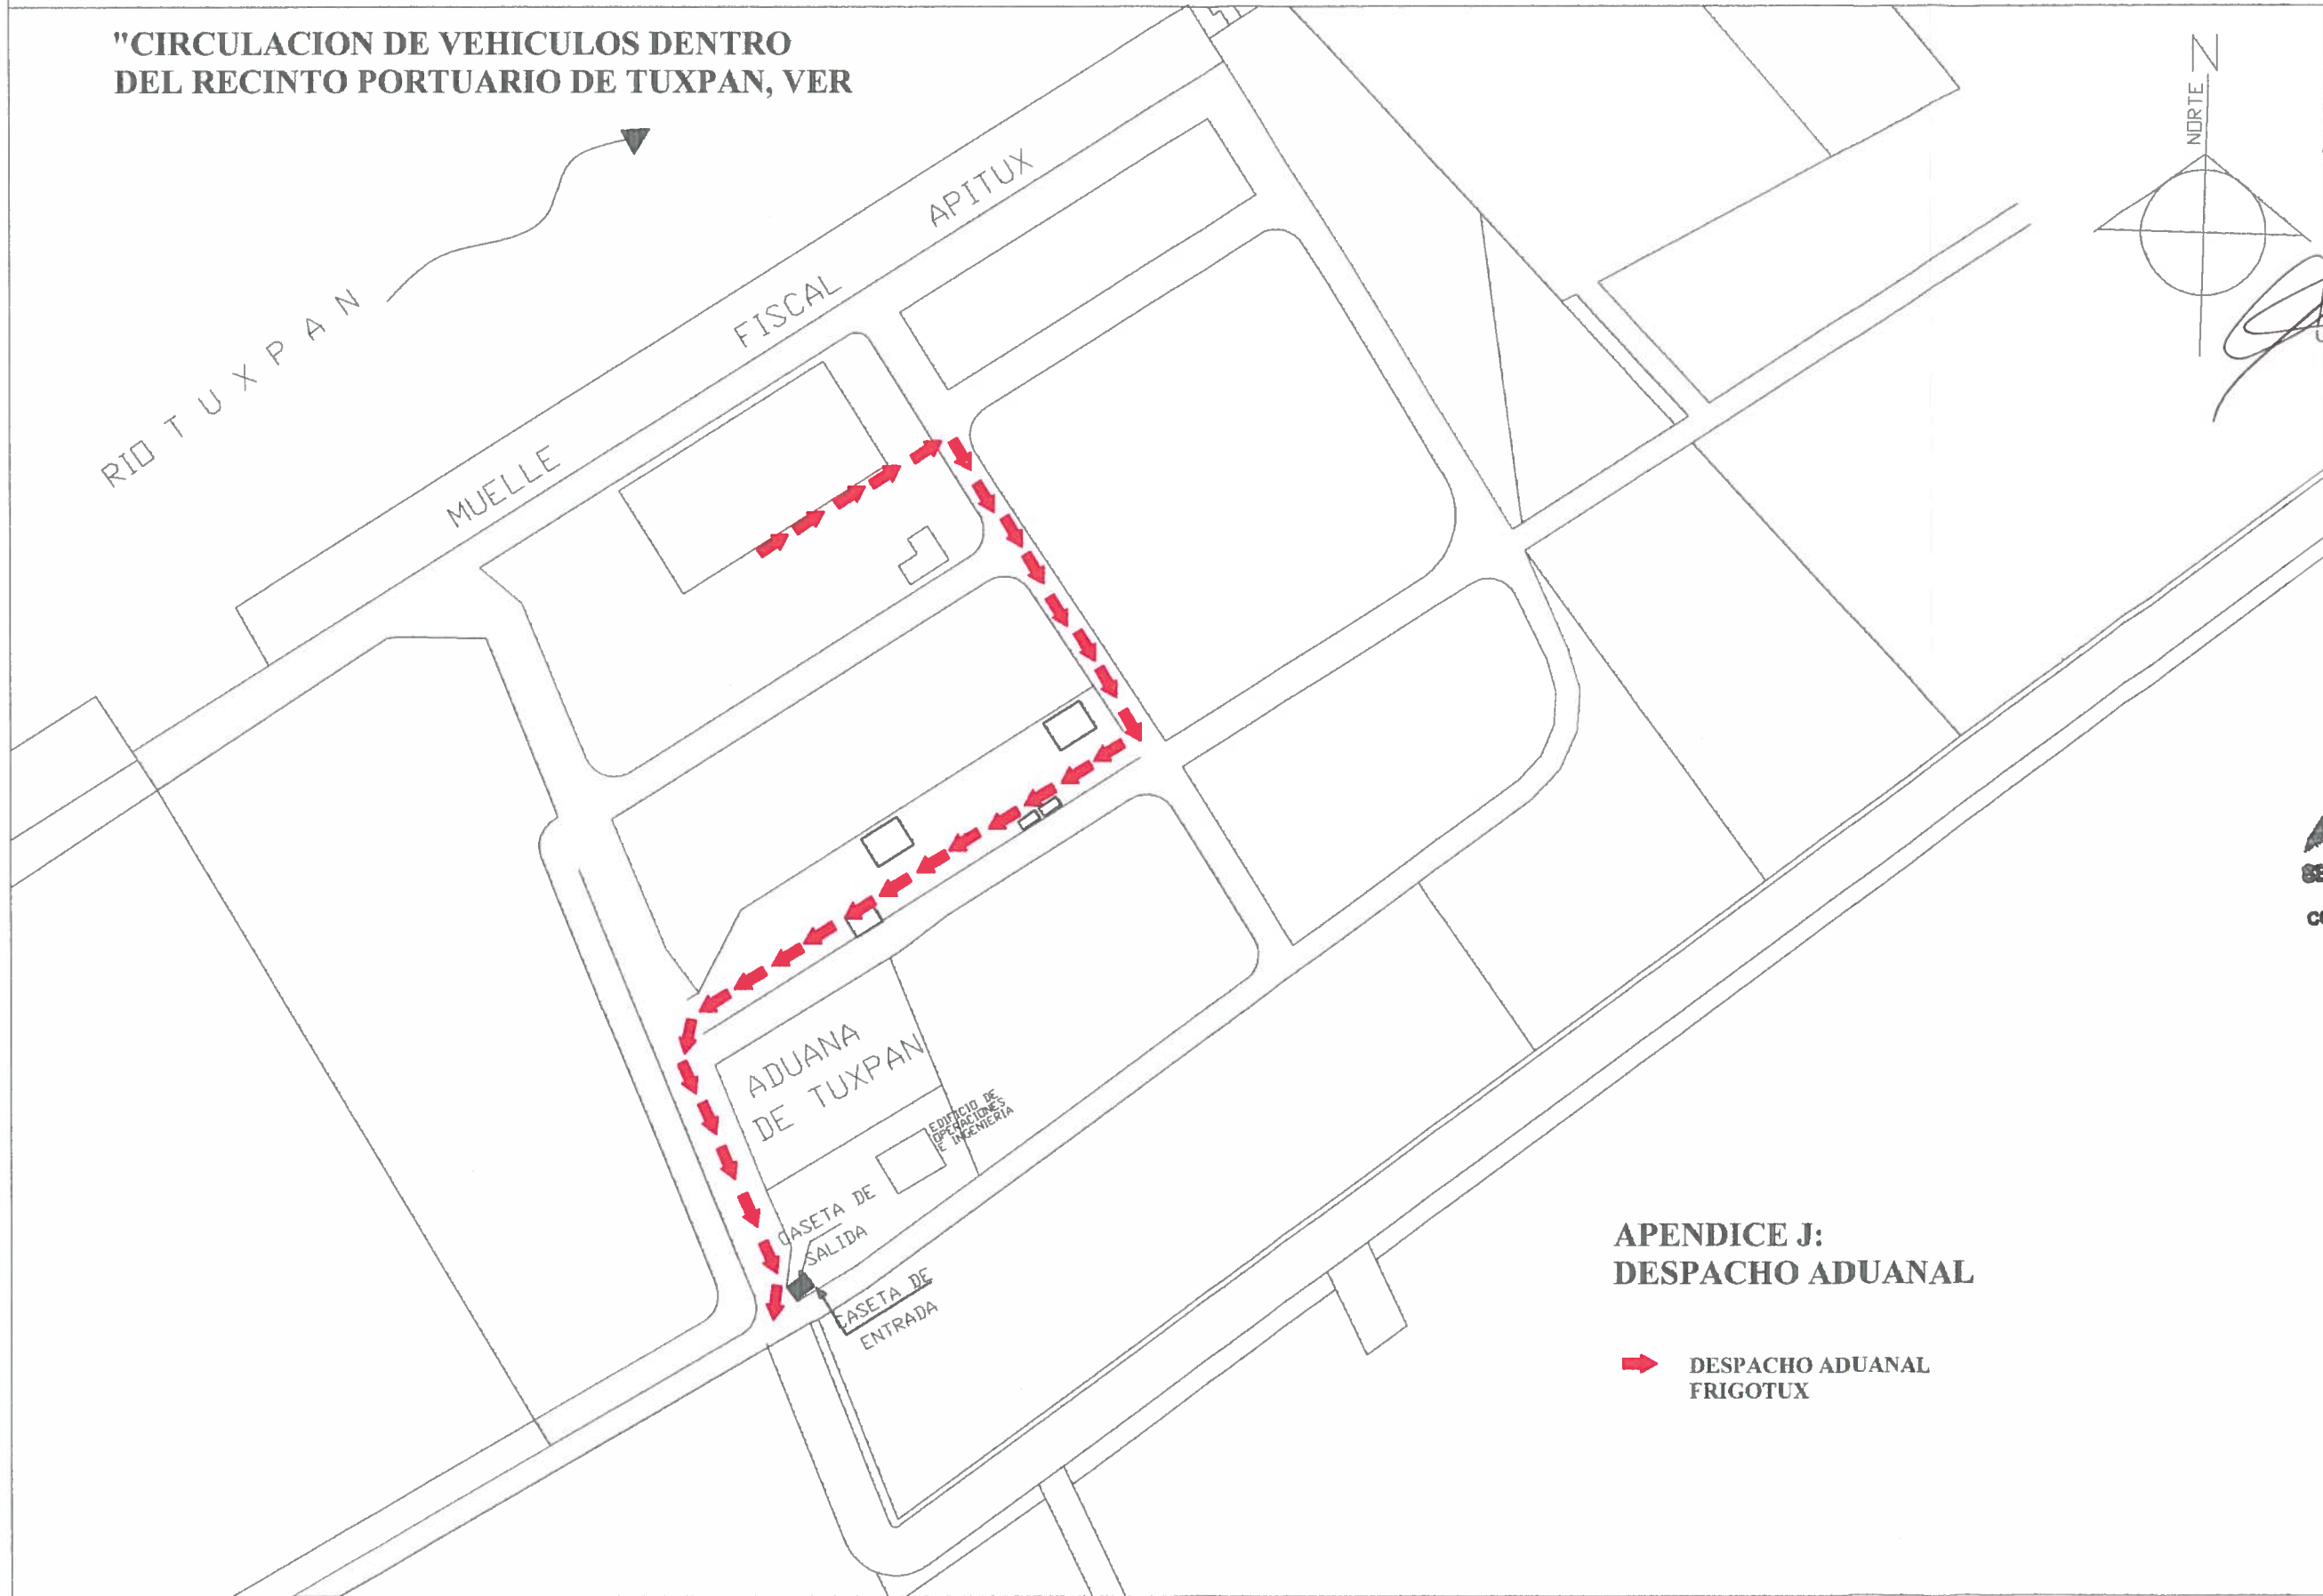 "CIRCULACION DE VEHICULOS DENTRO
DEL RECINTO PORTUARIO DE TUXPAN, VER
NORTE N
RIO TUXPAN
MUELLE FISCAL APITUX
ADUANA
DE TUXPAN
EDIFICIO DE
OPERACIONES
E INGENIERIA
CASETA DE
SALIDA
CASETA DE
ENTRADA
APENDICE J:
DESPACHO ADUANAL
DESPACHO ADUANAL
FRIGOTUX